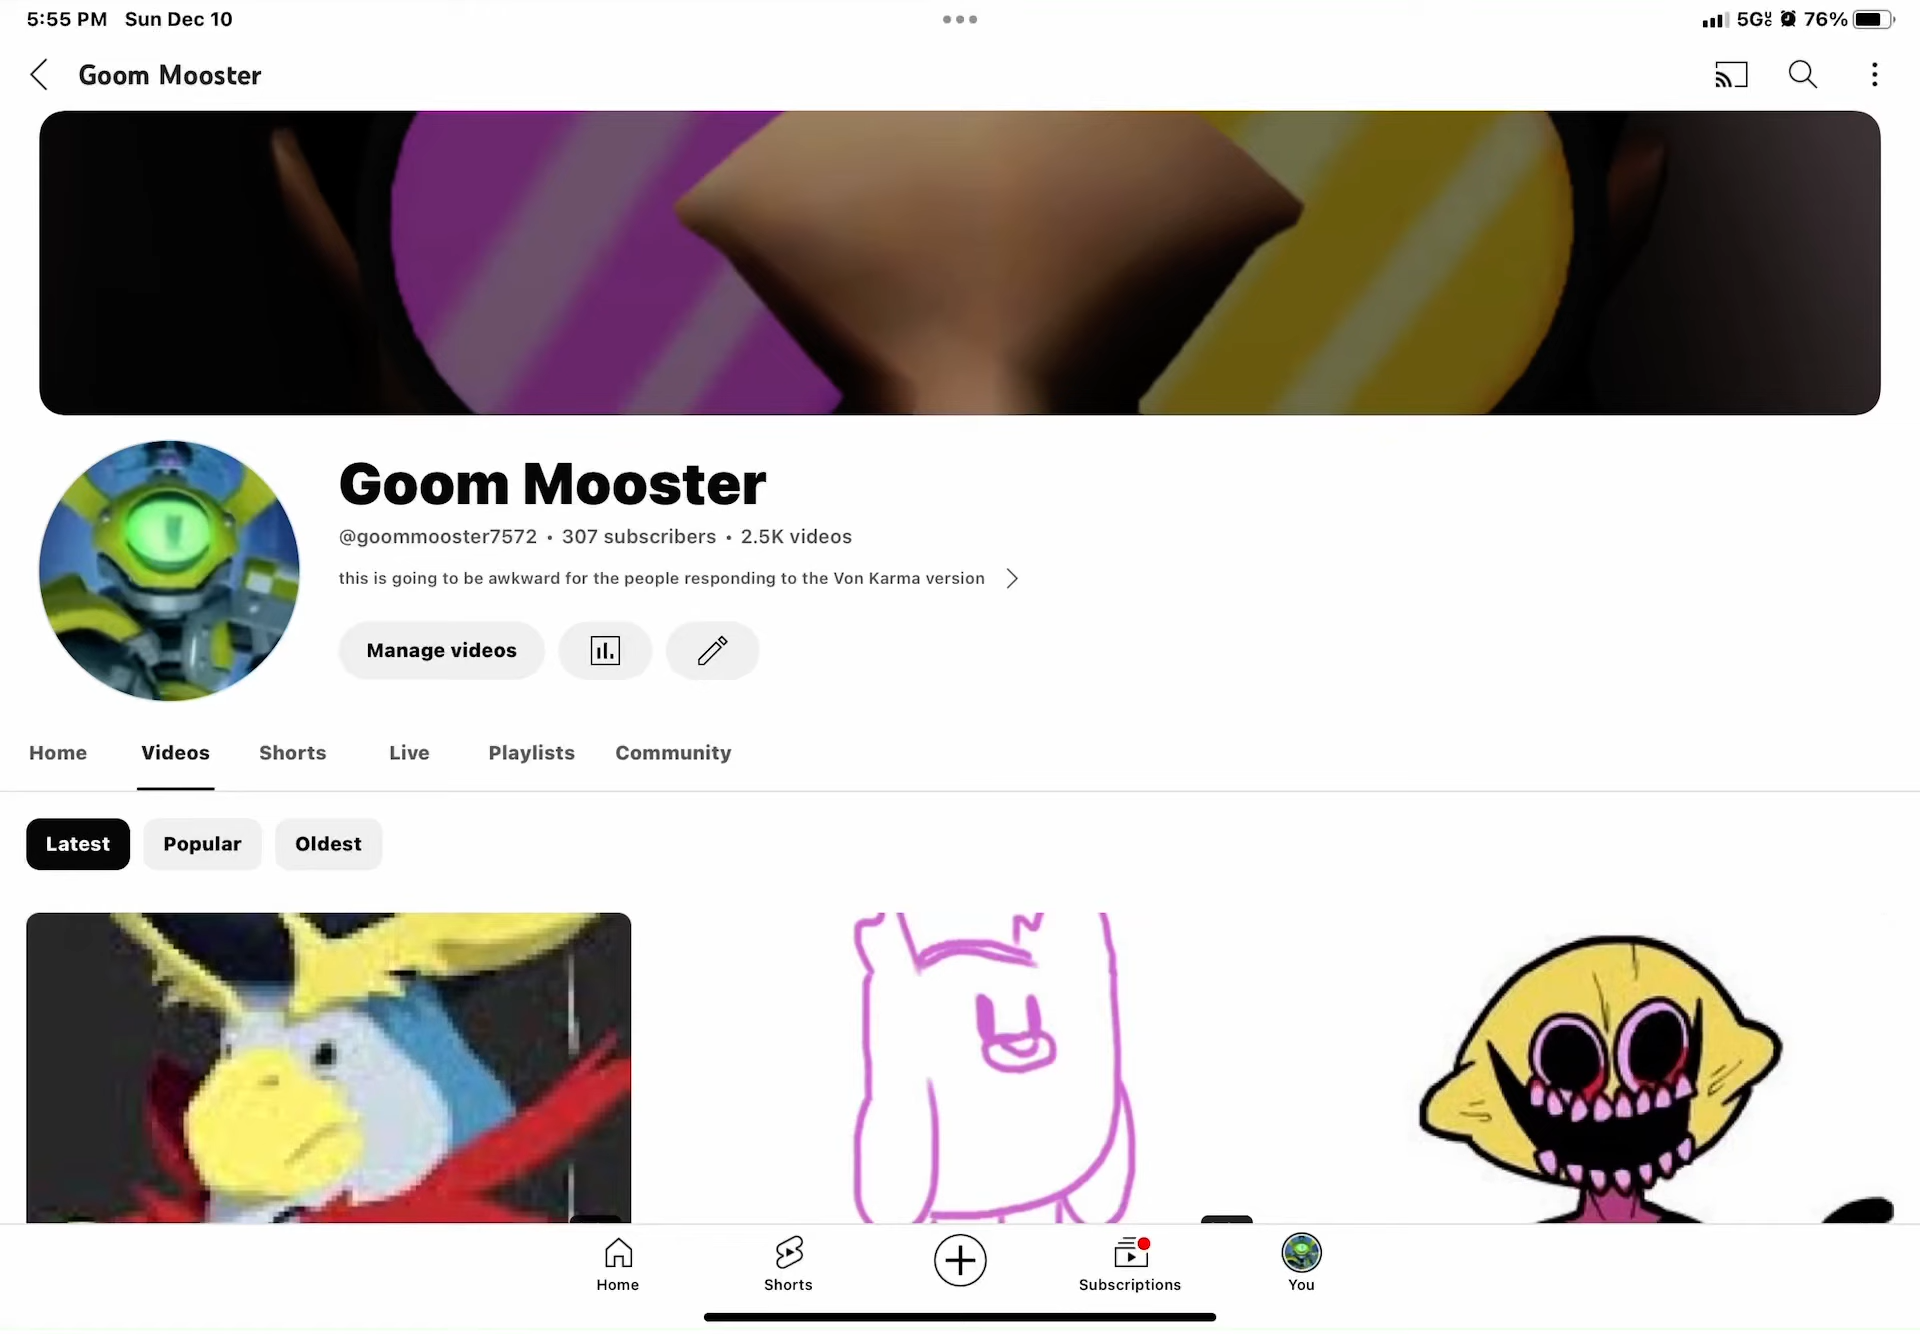 5:55 PM Sun Dec 10
5G 76%
Goom Mooster
Goom Mooster
@goommooster7572 • 307 subscribers • 2.5K videos
this is going to be awkward for the people responding to the Von Karma version
Manage videos
Home Videos Shorts Live Playlists Community
Latest Popular Oldest
Home Shorts Subscriptions You